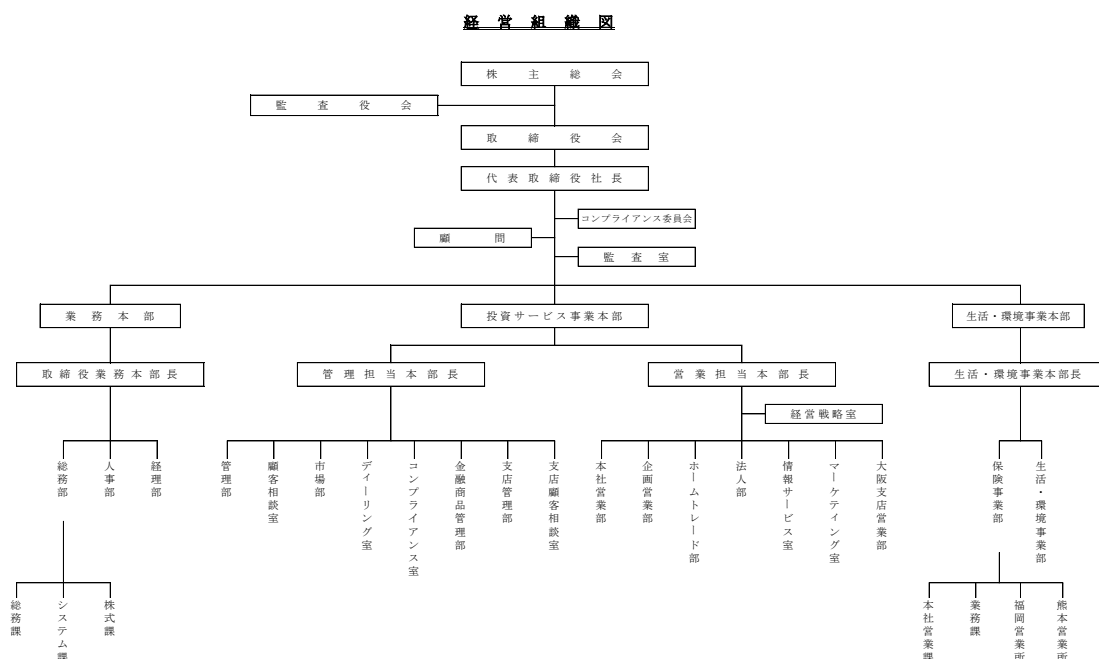 経営組織図
株主総会
監査役会
取締役会
代表取締役社長
コンプライアンス委員会
顧問
監査室
業務本部
投資サービス事業本部
生活・環境事業本部
取締役業務本部長
管理担当本部長
営業担当本部長
生活・環境事業本部長
経営戦略室
総務部
人事部
経理部
管理部
顧客相談室
市場部
ディーリング室
コンプライアンス室
金融商品管理部
支店管理部
支店顧客相談室
本社営業部
企画営業部
ホームトレード部
法人部
情報サービス室
マーケティング室
大阪支店営業部
保険事業部
生活・環境事業部
総務課
システム課
株式課
本社営業課
業務課
福岡営業所
熊本営業所